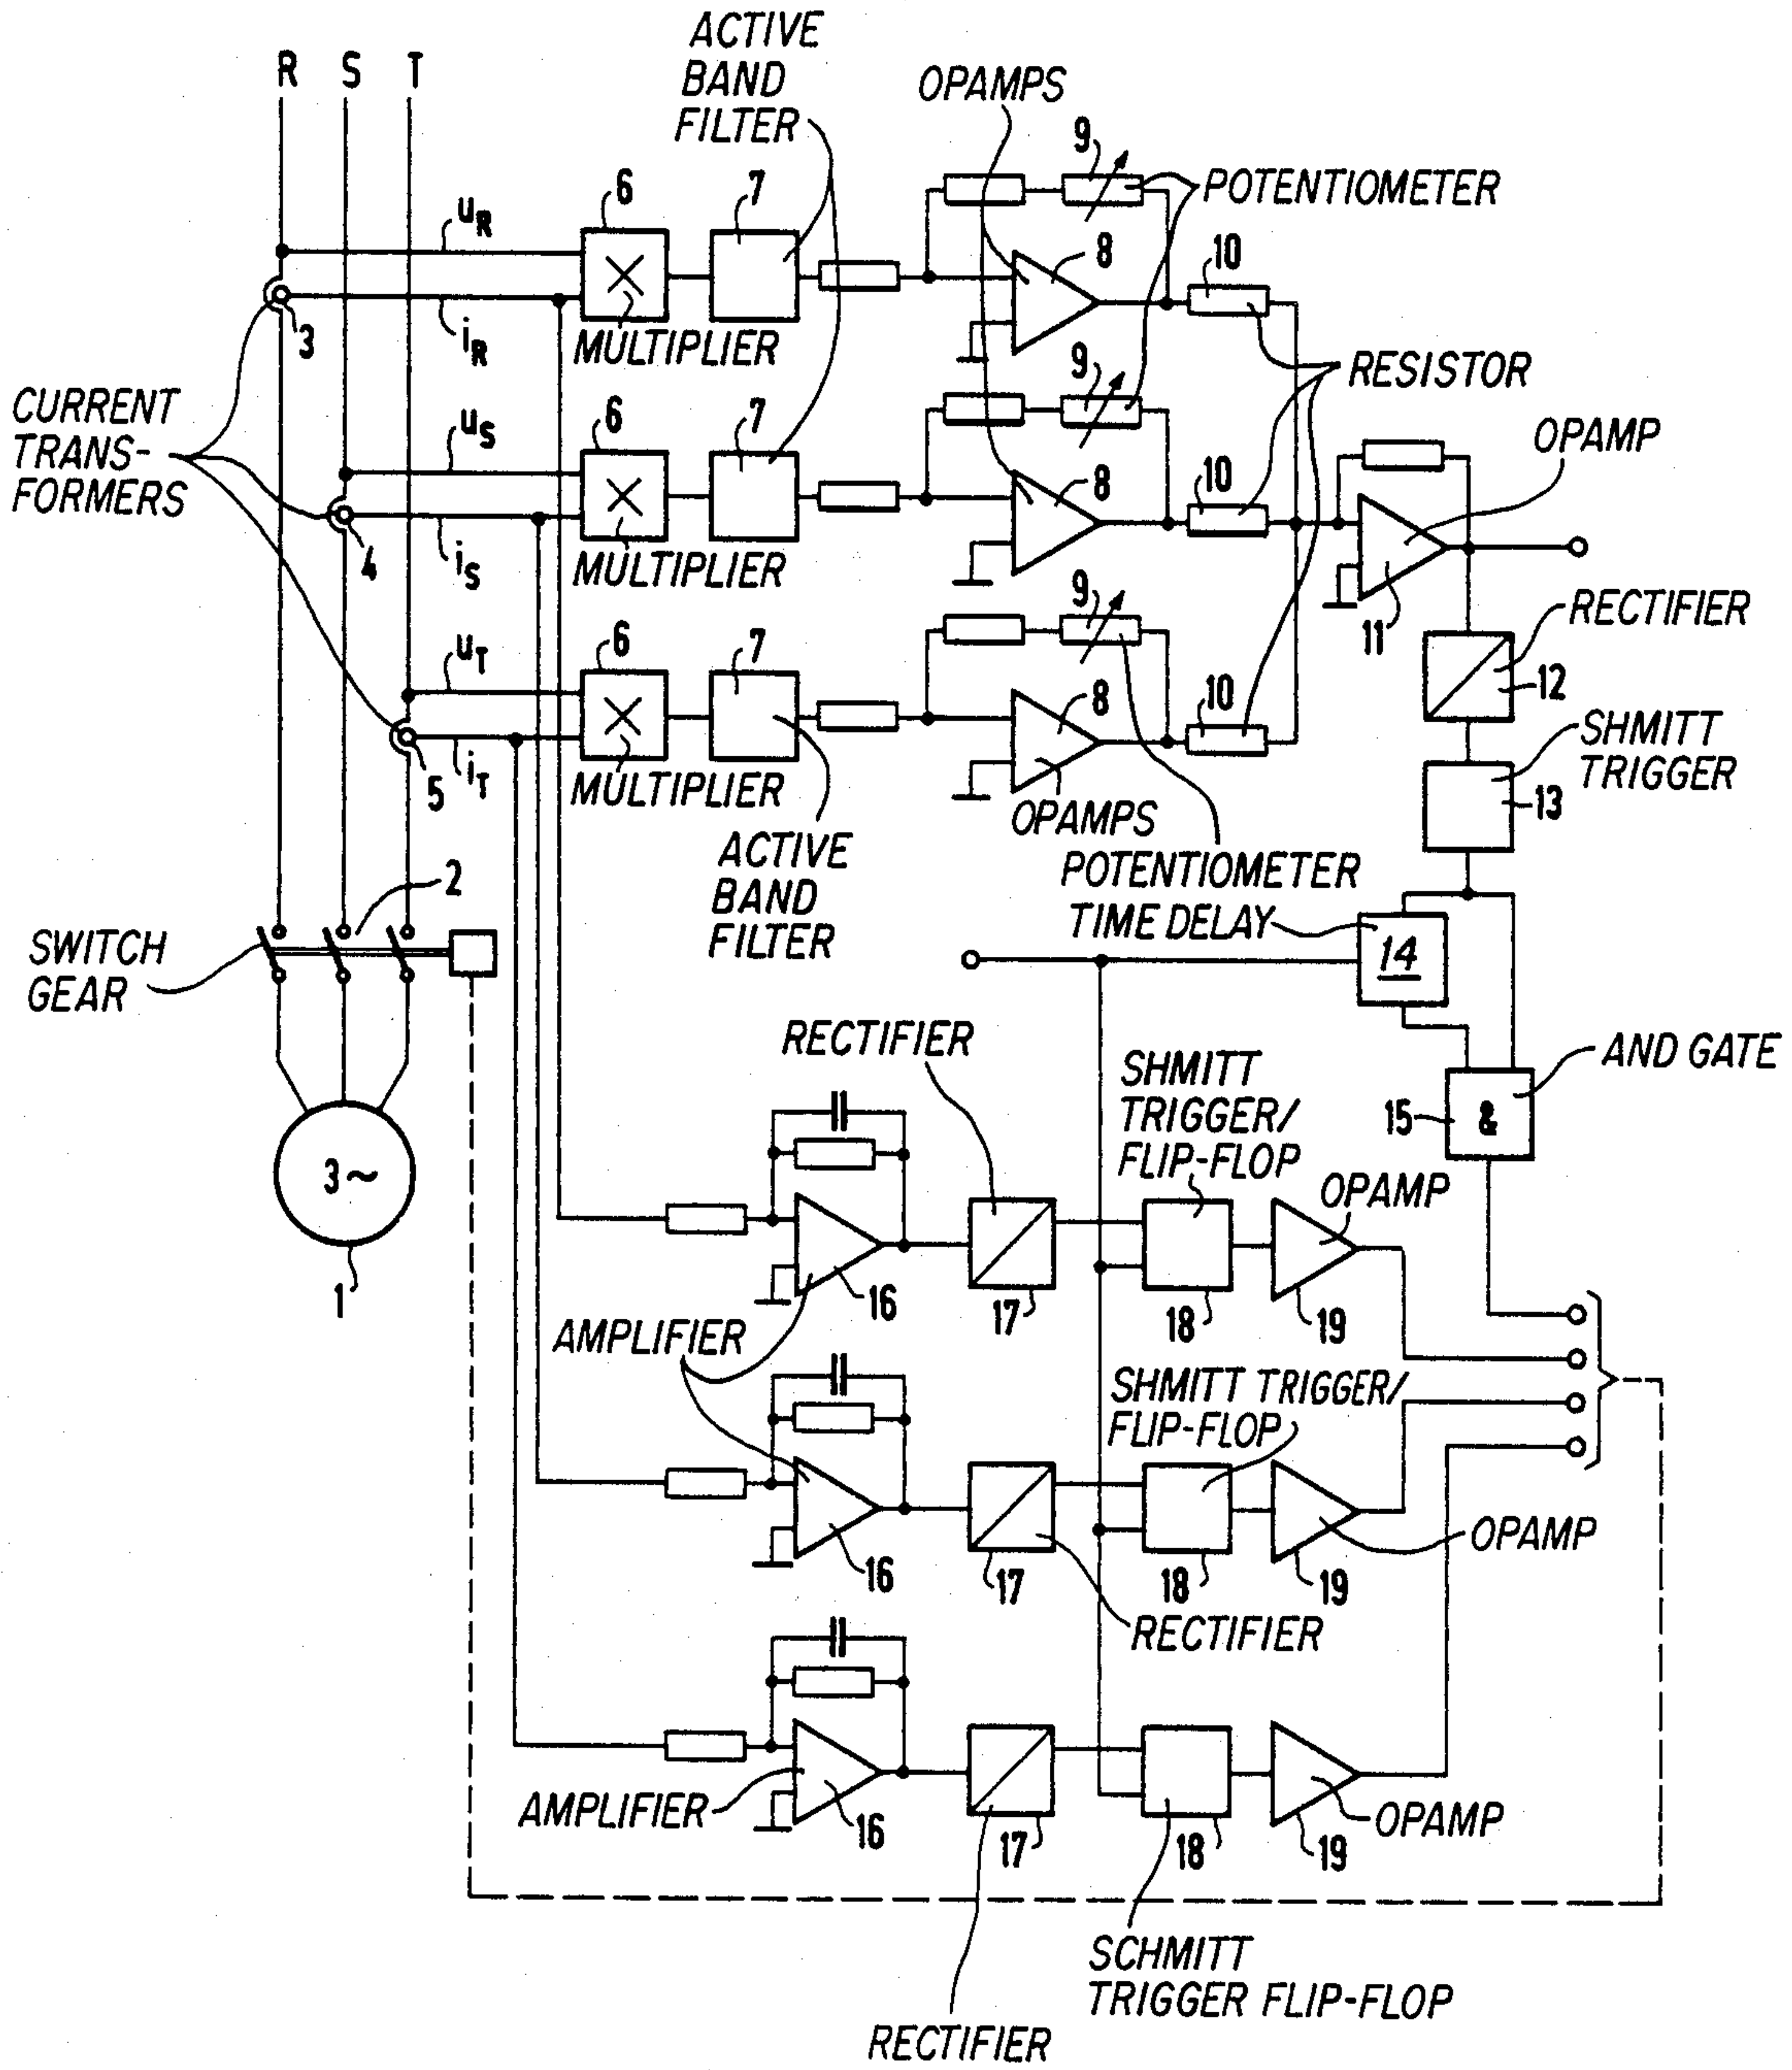 ACTIVE
BAND
FILTER
OPAMPS
R S T
9
POTENTIOMETER
6
7
uR
8
10
3
iR
MULTIPLIER
RESISTOR
CURRENT
TRANS-
FORMERS
9
6
7
uS
OPAMP
8
10
4
iS
MULTIPLIER
9
RECTIFIER
11
6
7
uT
8
10
12
SHMITT
TRIGGER
5
iT
MULTIPLIER
13
OPAMPS
ACTIVE
BAND
FILTER
POTENTIOMETER
2
TIME DELAY
14
SWITCH
GEAR
RECTIFIER
SHMITT
TRIGGER/
FLIP-FLOP
AND GATE
15
&
3~
OPAMP
1
16
17
18
19
AMPLIFIER
SHMITT TRIGGER/
FLIP-FLOP
OPAMP
16
17
18
19
RECTIFIER
AMPLIFIER
16
17
18
19
OPAMP
SCHMITT
TRIGGER FLIP-FLOP
RECTIFIER